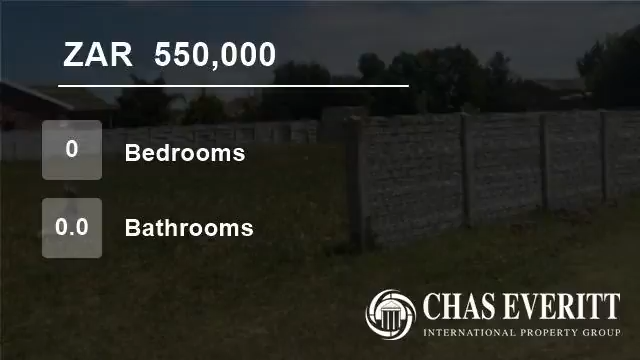 ZAR 550,000
0 Bedrooms
0.0 Bathrooms
CHAS EVERITT
INTERNATIONAL PROPERTY GROUP